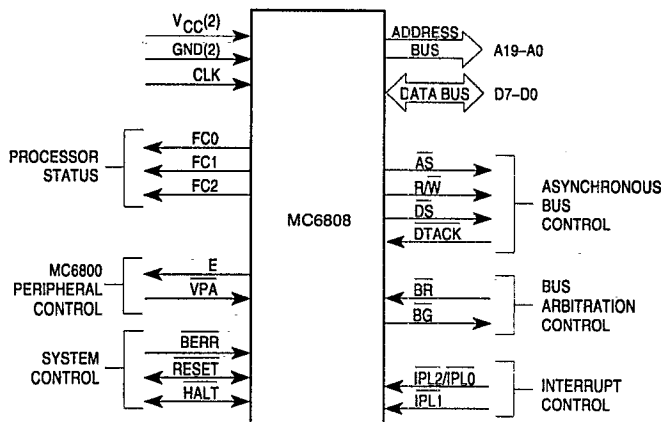 VCC(2)
GND(2)
CLK
PROCESSOR
STATUS
FC0
FC1
FC2
MC6800
PERIPHERAL
CONTROL
E
VPA
SYSTEM
CONTROL
BERR
RESET
HALT
MC6808
ADDRESS
BUS
A19–A0
DATA BUS
D7–D0
AS
R/W
DS
DTACK
ASYNCHRONOUS
BUS
CONTROL
BR
BG
BUS
ARBITRATION
CONTROL
IPL2/IPL0
IPL1
INTERRUPT
CONTROL